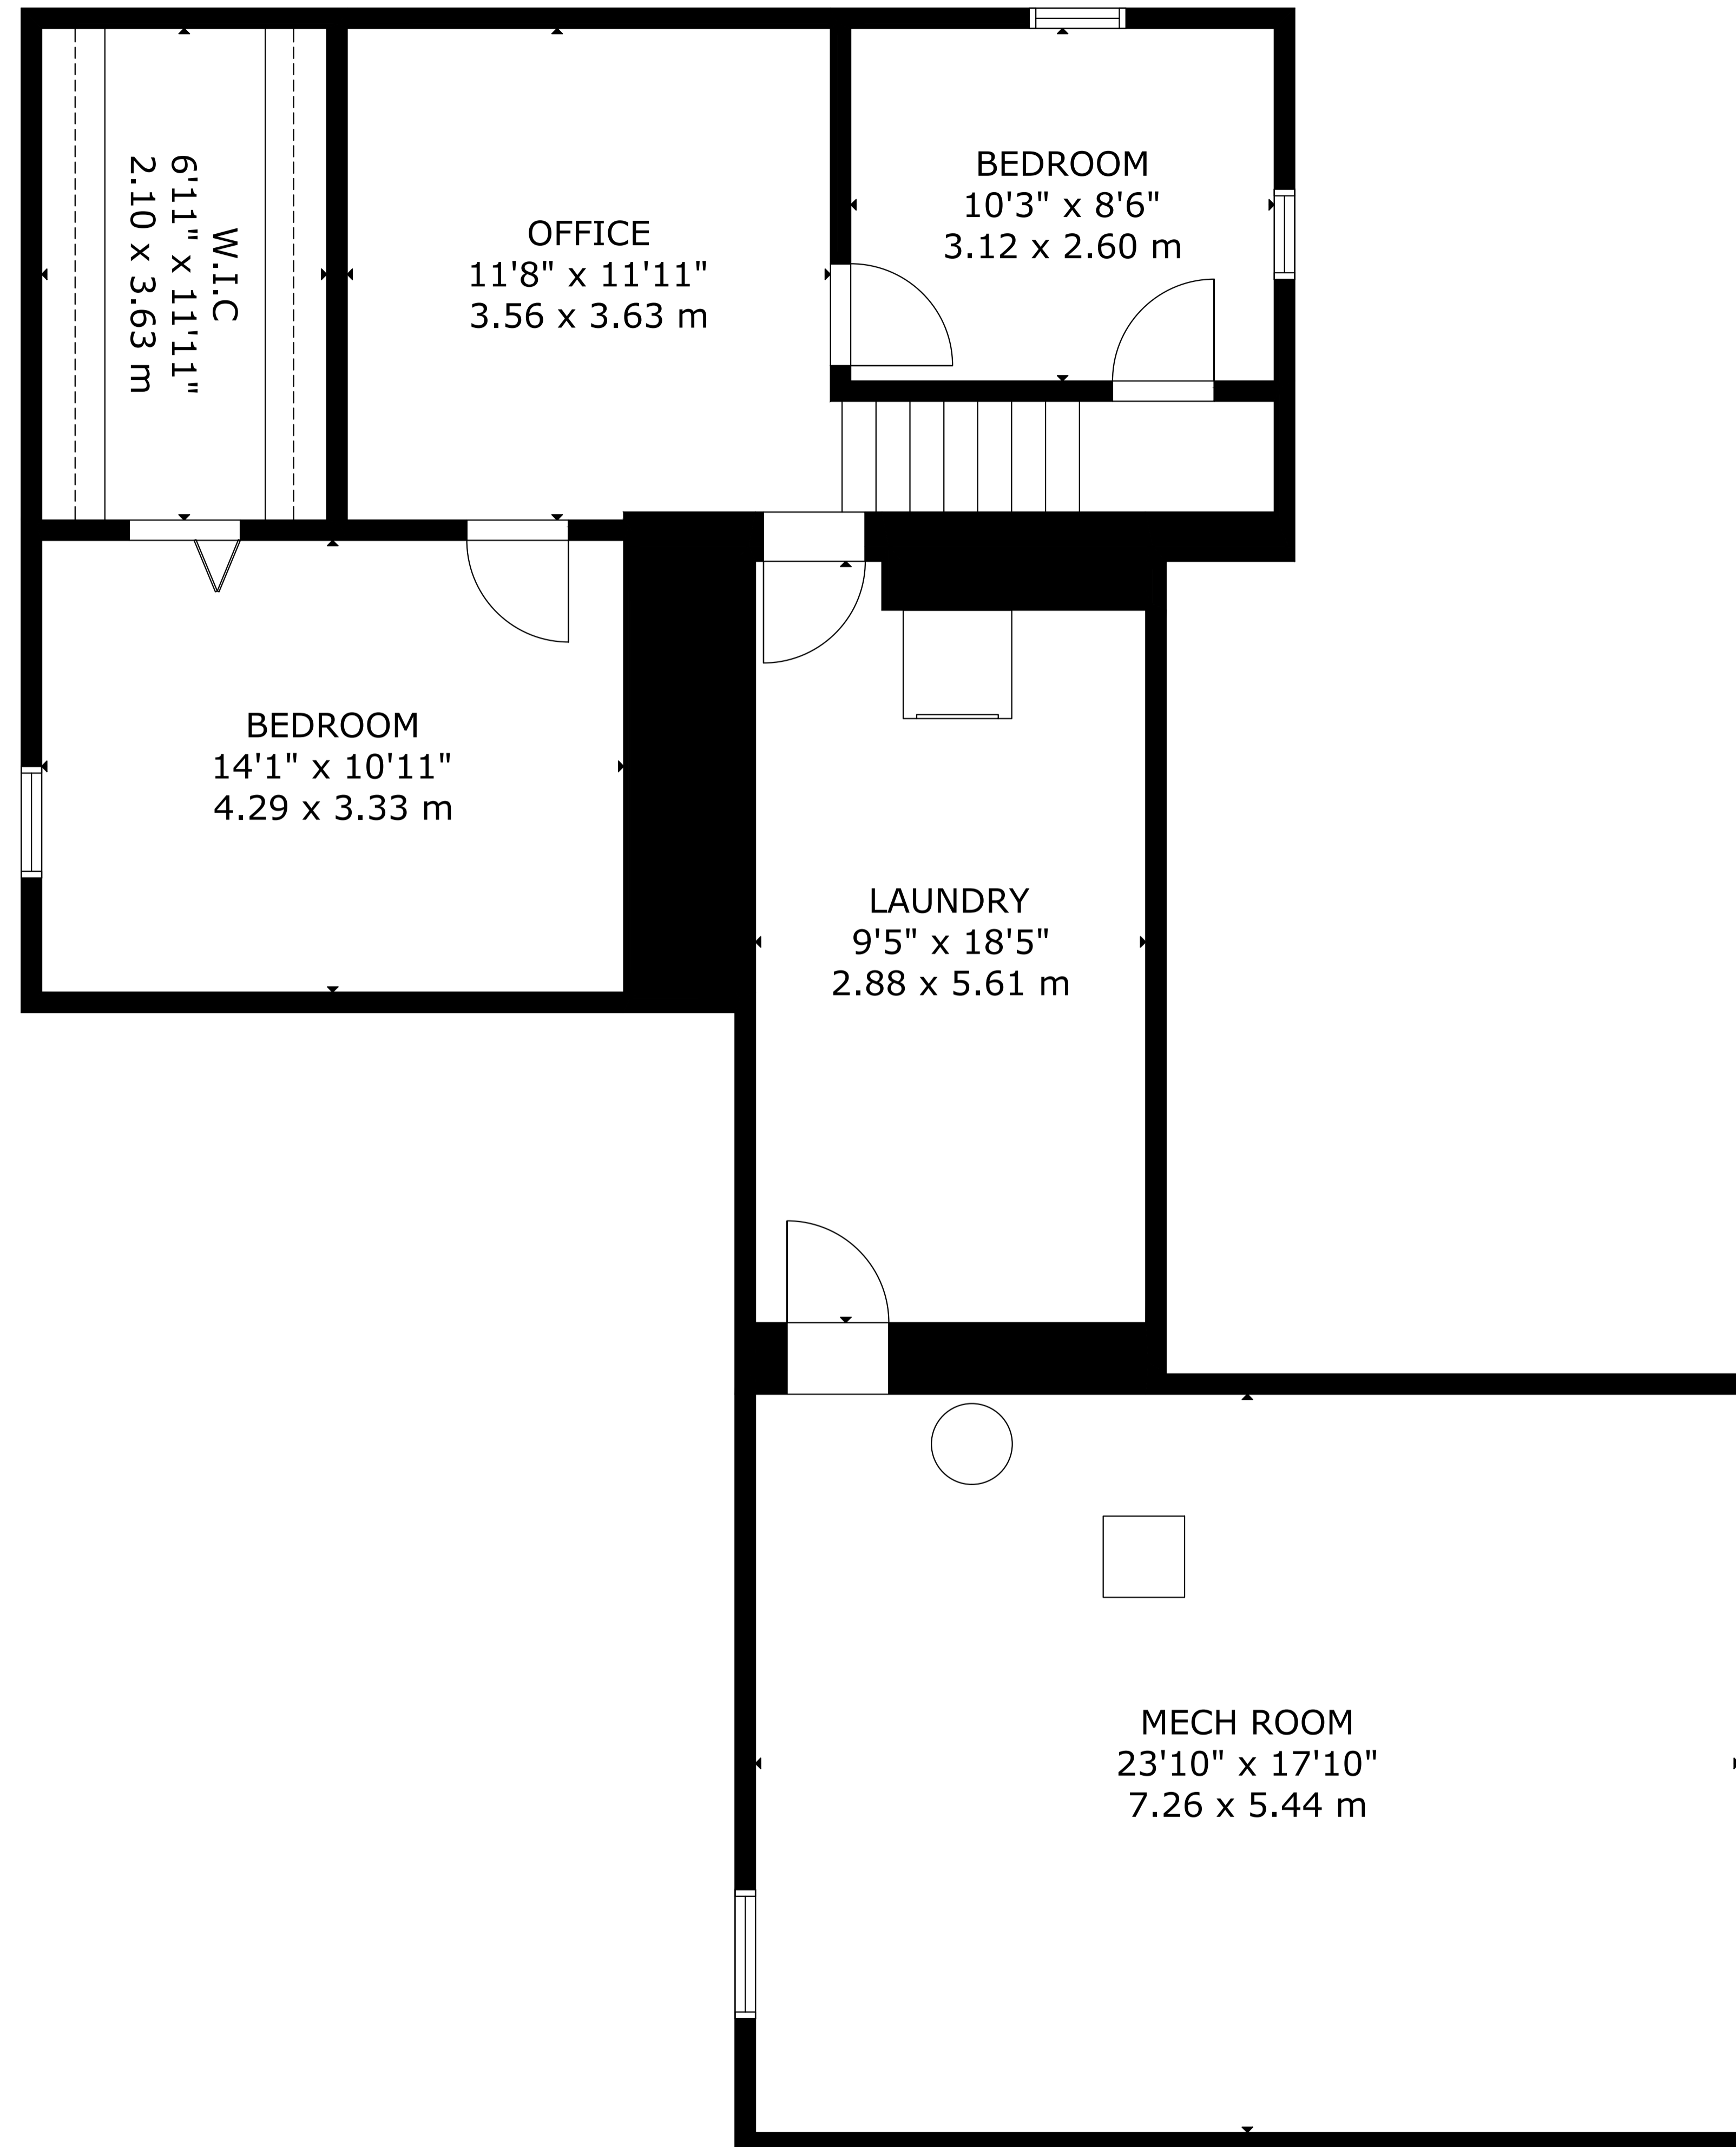 W.I.C
6'11" x 11'11"
2.10 x 3.63 m
OFFICE
11'8" x 11'11"
3.56 x 3.63 m
BEDROOM
10'3" x 8'6"
3.12 x 2.60 m
BEDROOM
14'1" x 10'11"
4.29 x 3.33 m
LAUNDRY
9'5" x 18'5"
2.88 x 5.61 m
MECH ROOM
23'10" x 17'10"
7.26 x 5.44 m